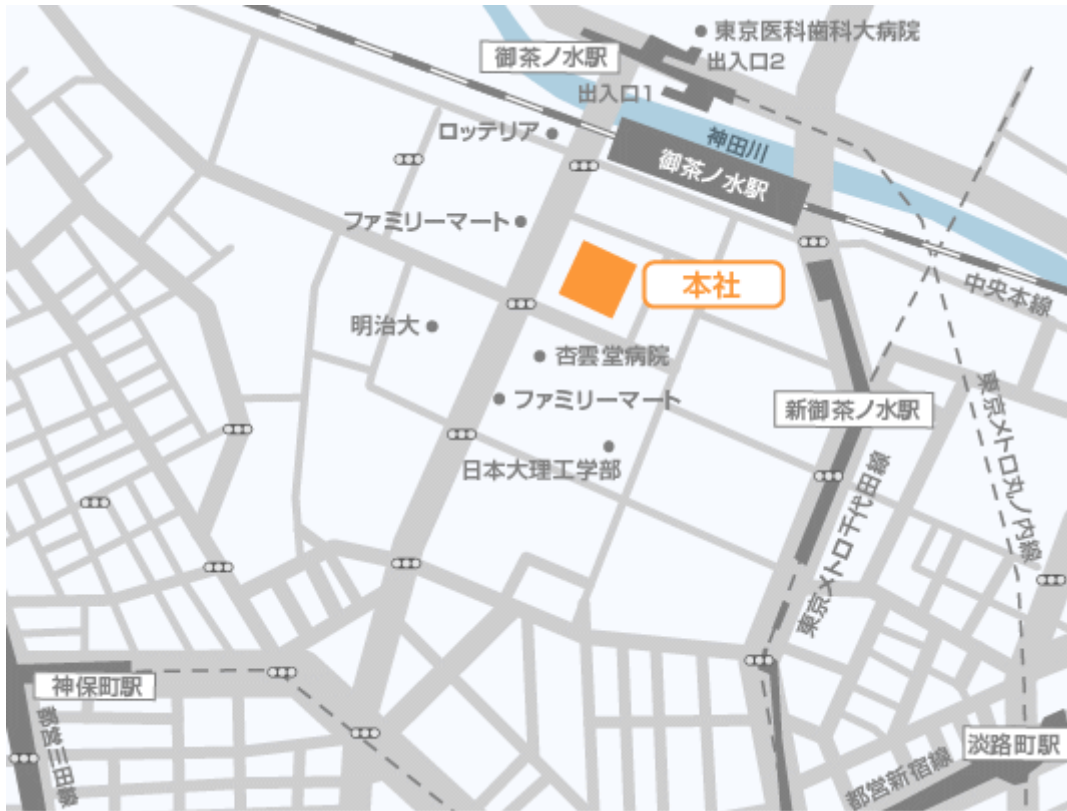 東京医科歯科大病院
御茶ノ水駅
出入口2
出入口1
ロッテリア
神田川
御茶ノ水駅
ファミリーマート
本社
中央本線
明治大
杏雲堂病院
ファミリーマート
新御茶ノ水駅
東京メトロ丸ノ内線
日本大理工学部
東京メトロ千代田線
神保町駅
都営三田線
淡路町駅
都営新宿線